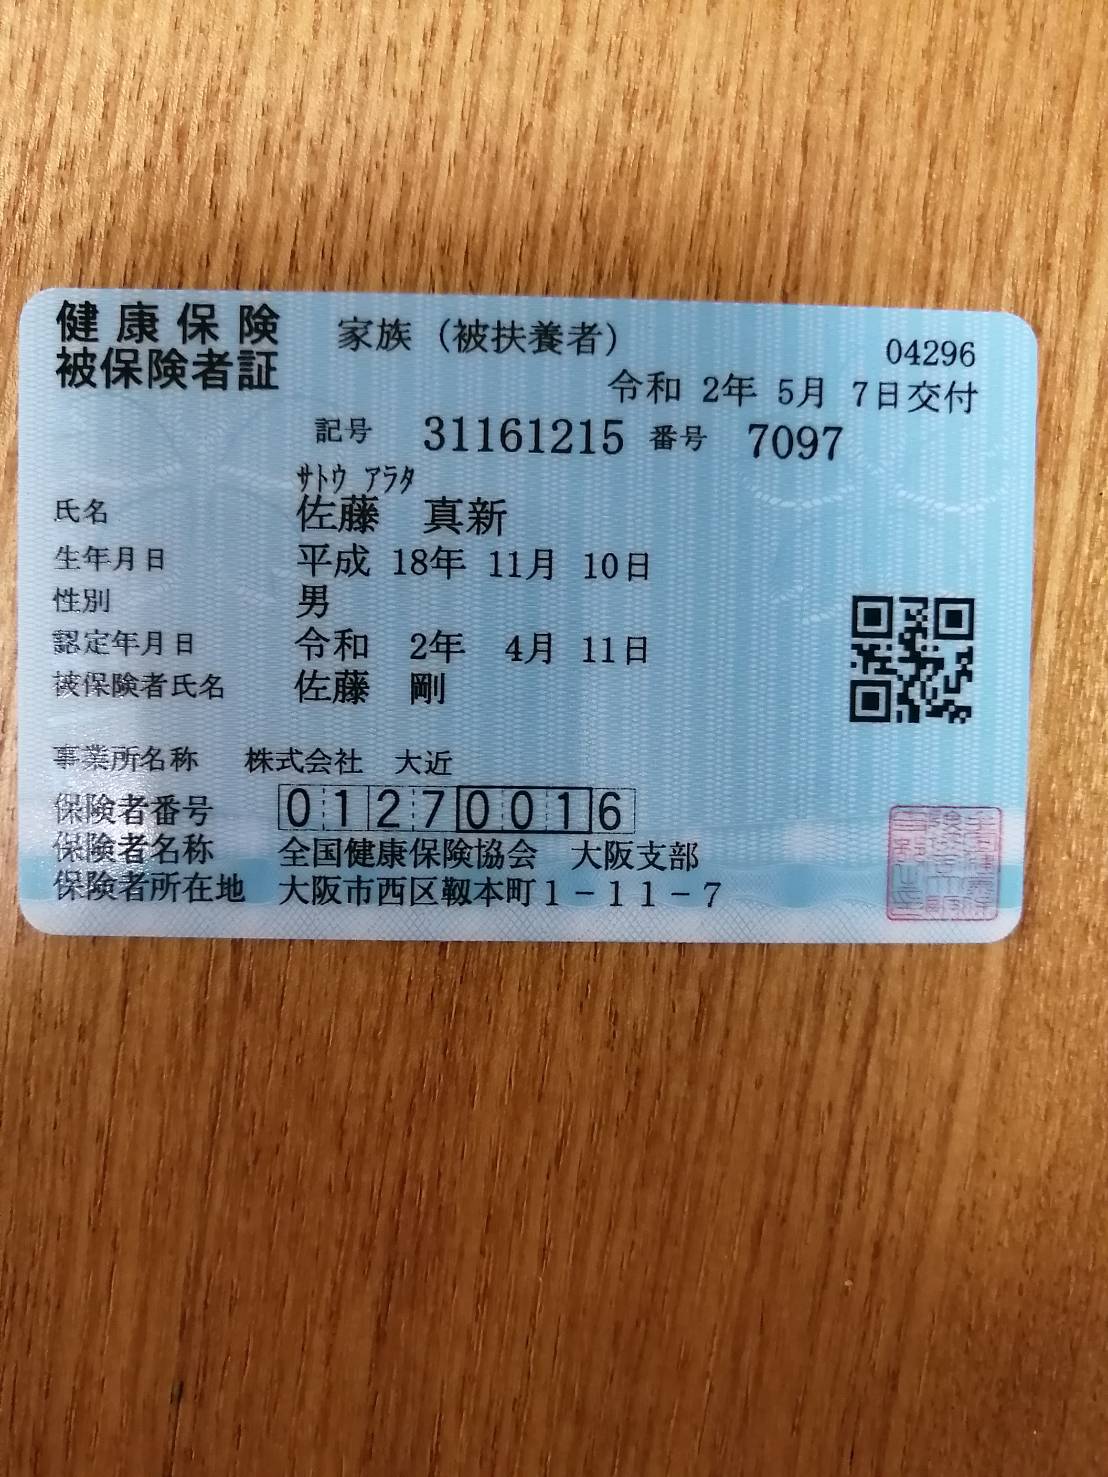 健康保険
被保険者証
家族（被扶養者）
04296
令和 2年 5月 7日交付
記号 31161215 番号 7097
ｻﾄｳ ｱﾗﾀ
氏名 佐藤 真新
生年月日 平成 18年 11月 10日
性別 男
認定年月日 令和 2年 4月 11日
被保険者氏名 佐藤 剛
事業所名称 株式会社 大近
保険者番号 01270016
保険者名称 全国健康保険協会 大阪支部
保険者所在地 大阪市西区靱本町1－11－7